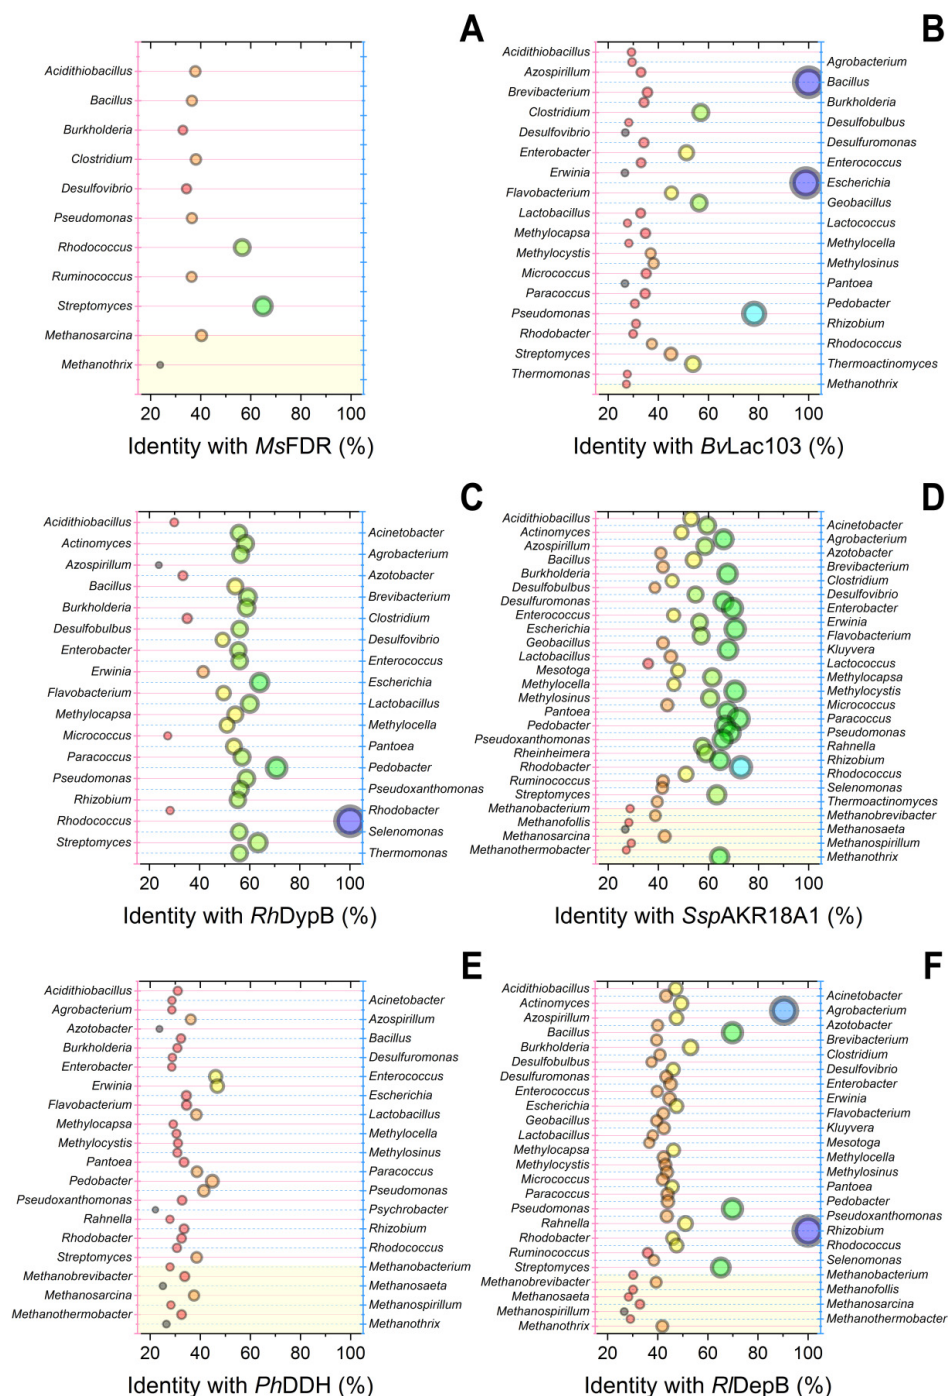 A
Acidithiobacillus
Bacillus
Burkholderia
Clostridium
Desulfovibrio
Pseudomonas
Rhodococcus
Ruminococcus
Streptomyces
Methanosarcina
Methanothrix
20 40 60 80 100
Identity with MsFDR (%)
B
Acidithiobacillus
Agrobacterium
Azospirillum
Bacillus
Brevibacterium
Burkholderia
Clostridium
Desulfobulbus
Desulfovibrio
Desulfuromonas
Enterobacter
Enterococcus
Erwinia
Escherichia
Flavobacterium
Geobacillus
Lactobacillus
Lactococcus
Methylocapsa
Methylocella
Methylocystis
Methylosinus
Micrococcus
Pantoea
Paracoccus
Pedobacter
Pseudomonas
Rhizobium
Rhodobacter
Rhodococcus
Streptomyces
Thermoactinomyces
Thermomonas
Methanothrix
20 40 60 80 100
Identity with BvLac103 (%)
C
Acidithiobacillus
Acinetobacter
Actinomyces
Agrobacterium
Azospirillum
Azotobacter
Bacillus
Brevibacterium
Burkholderia
Clostridium
Desulfobulbus
Desulfovibrio
Enterobacter
Enterococcus
Erwinia
Escherichia
Flavobacterium
Lactobacillus
Methylocapsa
Methylocella
Micrococcus
Pantoea
Paracoccus
Pedobacter
Pseudomonas
Pseudoxanthomonas
Rhizobium
Rhodobacter
Rhodococcus
Selenomonas
Streptomyces
Thermomonas
20 40 60 80 100
Identity with RhDypB (%)
D
Acidithiobacillus
Acinetobacter
Actinomyces
Agrobacterium
Azospirillum
Azotobacter
Bacillus
Brevibacterium
Burkholderia
Clostridium
Desulfobulbus
Desulfovibrio
Desulfuromonas
Enterobacter
Enterococcus
Erwinia
Escherichia
Flavobacterium
Geobacillus
Kluyvera
Lactobacillus
Lactococcus
Mesotoga
Methylocapsa
Methylocella
Methylocystis
Methylosinus
Micrococcus
Pantoea
Paracoccus
Pedobacter
Pseudomonas
Pseudoxanthomonas
Rahnella
Rheinheimera
Rhizobium
Rhodobacter
Rhodococcus
Ruminococcus
Selenomonas
Streptomyces
Thermoactinomyces
Methanobacterium
Methanobrevibacter
Methanofollis
Methanosaeta
Methanosarcina
Methanospirillum
Methanothermobacter
Methanothrix
20 40 60 80 100
Identity with SspAKR18A1 (%)
E
Acidithiobacillus
Acinetobacter
Agrobacterium
Azospirillum
Azotobacter
Bacillus
Burkholderia
Desulfuromonas
Enterobacter
Enterococcus
Erwinia
Escherichia
Flavobacterium
Lactobacillus
Methylocapsa
Methylocella
Methylocystis
Methylosinus
Pantoea
Paracoccus
Pedobacter
Pseudomonas
Pseudoxanthomonas
Psychrobacter
Rahnella
Rhizobium
Rhodobacter
Rhodococcus
Streptomyces
Methanobacterium
Methanobrevibacter
Methanosaeta
Methanosarcina
Methanospirillum
Methanothermobacter
Methanothrix
20 40 60 80 100
Identity with PhDDH (%)
F
Acidithiobacillus
Acinetobacter
Actinomyces
Agrobacterium
Azospirillum
Azotobacter
Bacillus
Brevibacterium
Burkholderia
Clostridium
Desulfobulbus
Desulfovibrio
Desulfuromonas
Enterobacter
Enterococcus
Erwinia
Escherichia
Flavobacterium
Geobacillus
Kluyvera
Lactobacillus
Mesotoga
Methylocapsa
Methylocella
Methylocystis
Methylosinus
Micrococcus
Pantoea
Paracoccus
Pedobacter
Pseudomonas
Pseudoxanthomonas
Rahnella
Rhizobium
Rhodobacter
Rhodococcus
Ruminococcus
Selenomonas
Streptomyces
Methanobacterium
Methanobrevibacter
Methanofollis
Methanosaeta
Methanosarcina
Methanospirillum
Methanothermobacter
Methanothrix
20 40 60 80 100
Identity with RlDepB (%)